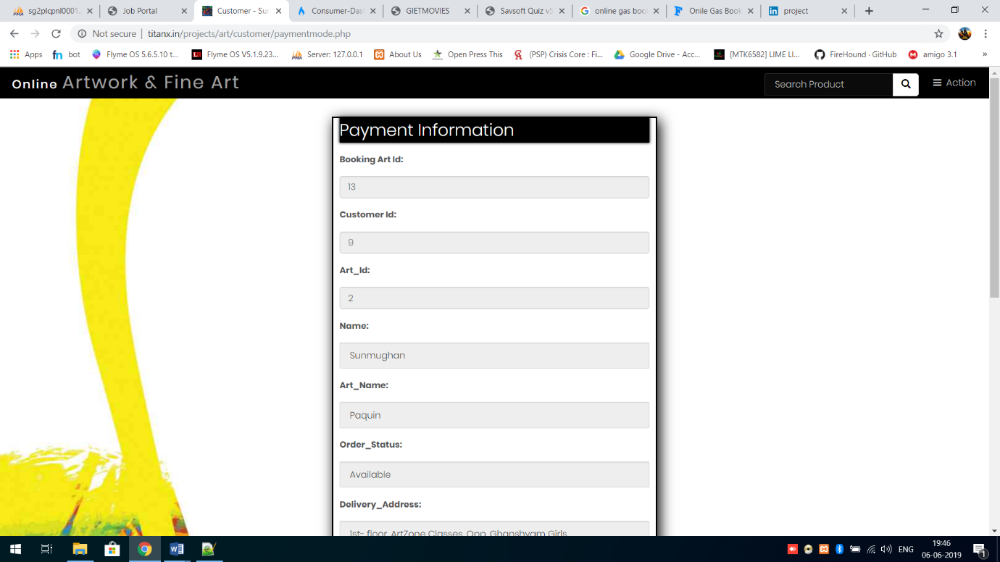 sg2plcpnl0001.
Job Portal
Customer - Sun
Consumer-Das
GIETMOVIES
Savsoft Quiz v5
online gas book
Onile Gas Book
project
Not secure | titanx.in/projects/art/customer/paymentmode.php
Apps
bot
Flyme OS 5.6.5.10 t...
Flyme OS V5.1.9.23...
Server: 127.0.0.1
About Us
Open Press This
(PSP) Crisis Core : Fi...
Google Drive - Acc...
[MTK6582] LIME LI...
FireHound · GitHub
amigo 3.1
»
Online Artwork & Fine Art
Search Product
Action
Payment Information
Booking Art Id:
13
Customer Id:
9
Art_Id:
2
Name:
Sunmughan
Art_Name:
Paquin
Order_Status:
Available
Delivery_Address:
1st- floor, ArtZone Classes, Opp. Ghanshyam Girls
ENG
19:46
06-06-2019
1